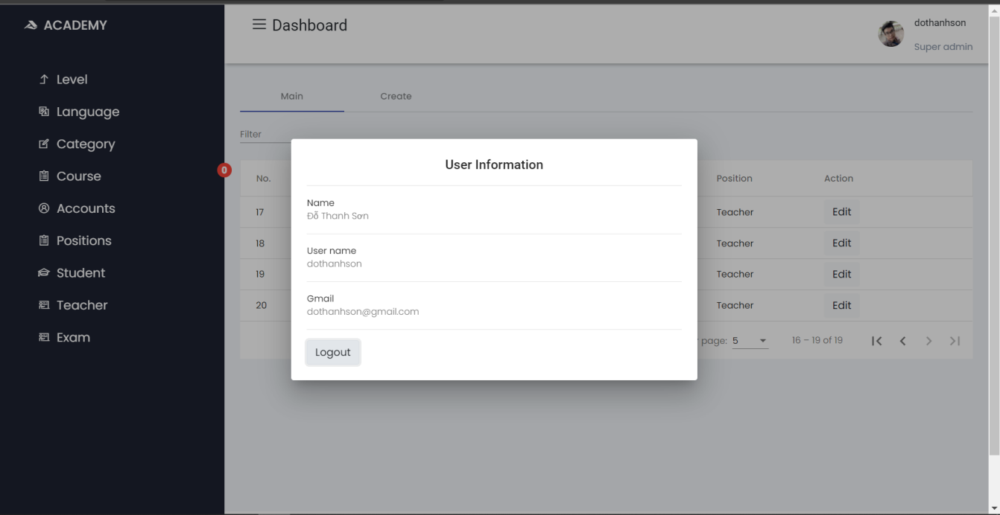 ACADEMY
Level
Language
Category
Course
Accounts
Positions
Student
Teacher
Exam
Dashboard
dothanhson
Super admin
Main Create
Filter
0
No. Position Action
17 Teacher Edit
18 Teacher Edit
19 Teacher Edit
20 Teacher Edit
page: 5 16 – 19 of 19
User Information
Name
Đỗ Thanh Sơn
User name
dothanhson
Gmail
dothanhson@gmail.com
Logout